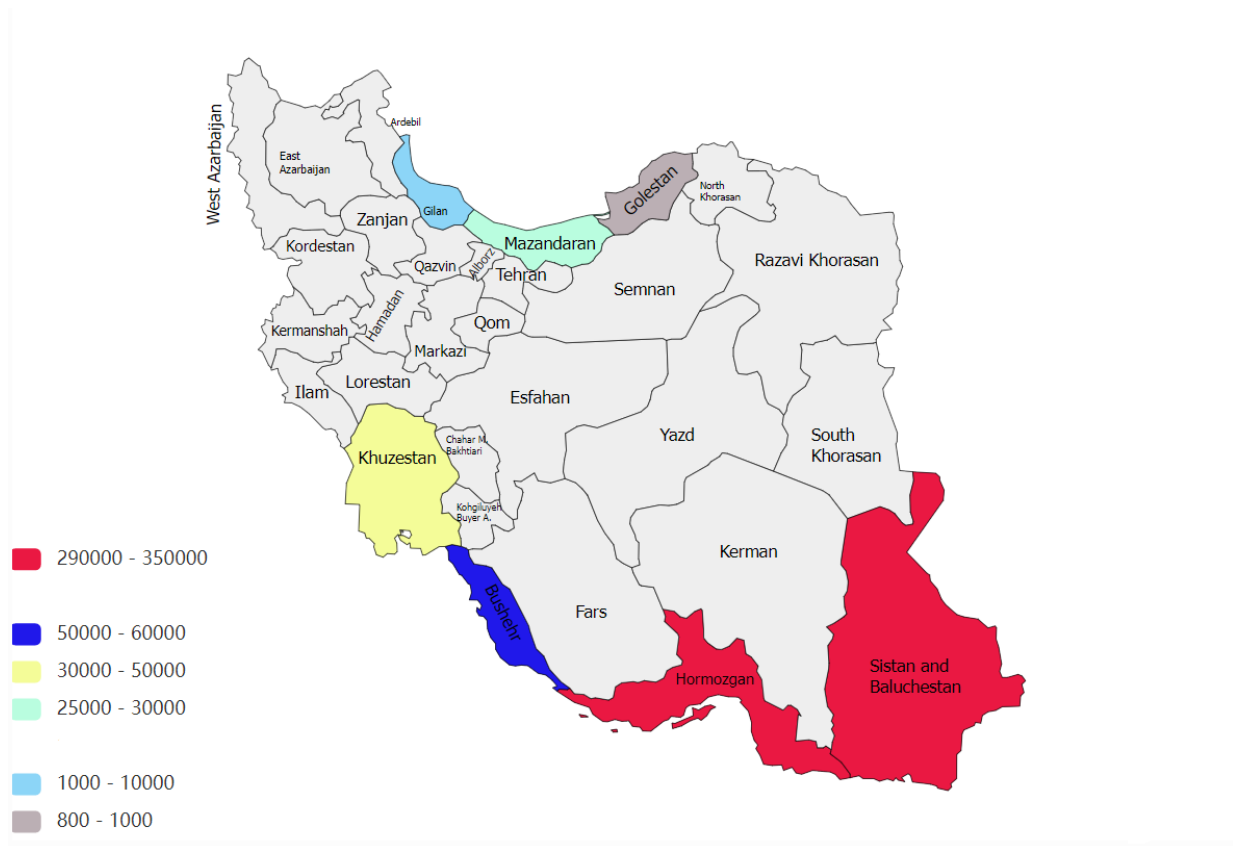 West Azarbaijan
Ardebil
East
Azarbaijan
Gilan
Golestan
North
Khorasan
Zanjan
Kordestan
Mazandaran
Qazvin
Alborz
Tehran
Razavi Khorasan
Semnan
Hamadan
Kermanshah
Qom
Markazi
Ilam
Lorestan
Esfahan
Yazd
South
Khorasan
Chahar M.
Bakhtiari
Khuzestan
Kohgiluyeh
Buyer A.
Kerman
Bushehr
Fars
Hormozgan
Sistan and
Baluchestan
290000 - 350000
50000 - 60000
30000 - 50000
25000 - 30000
1000 - 10000
800 - 1000